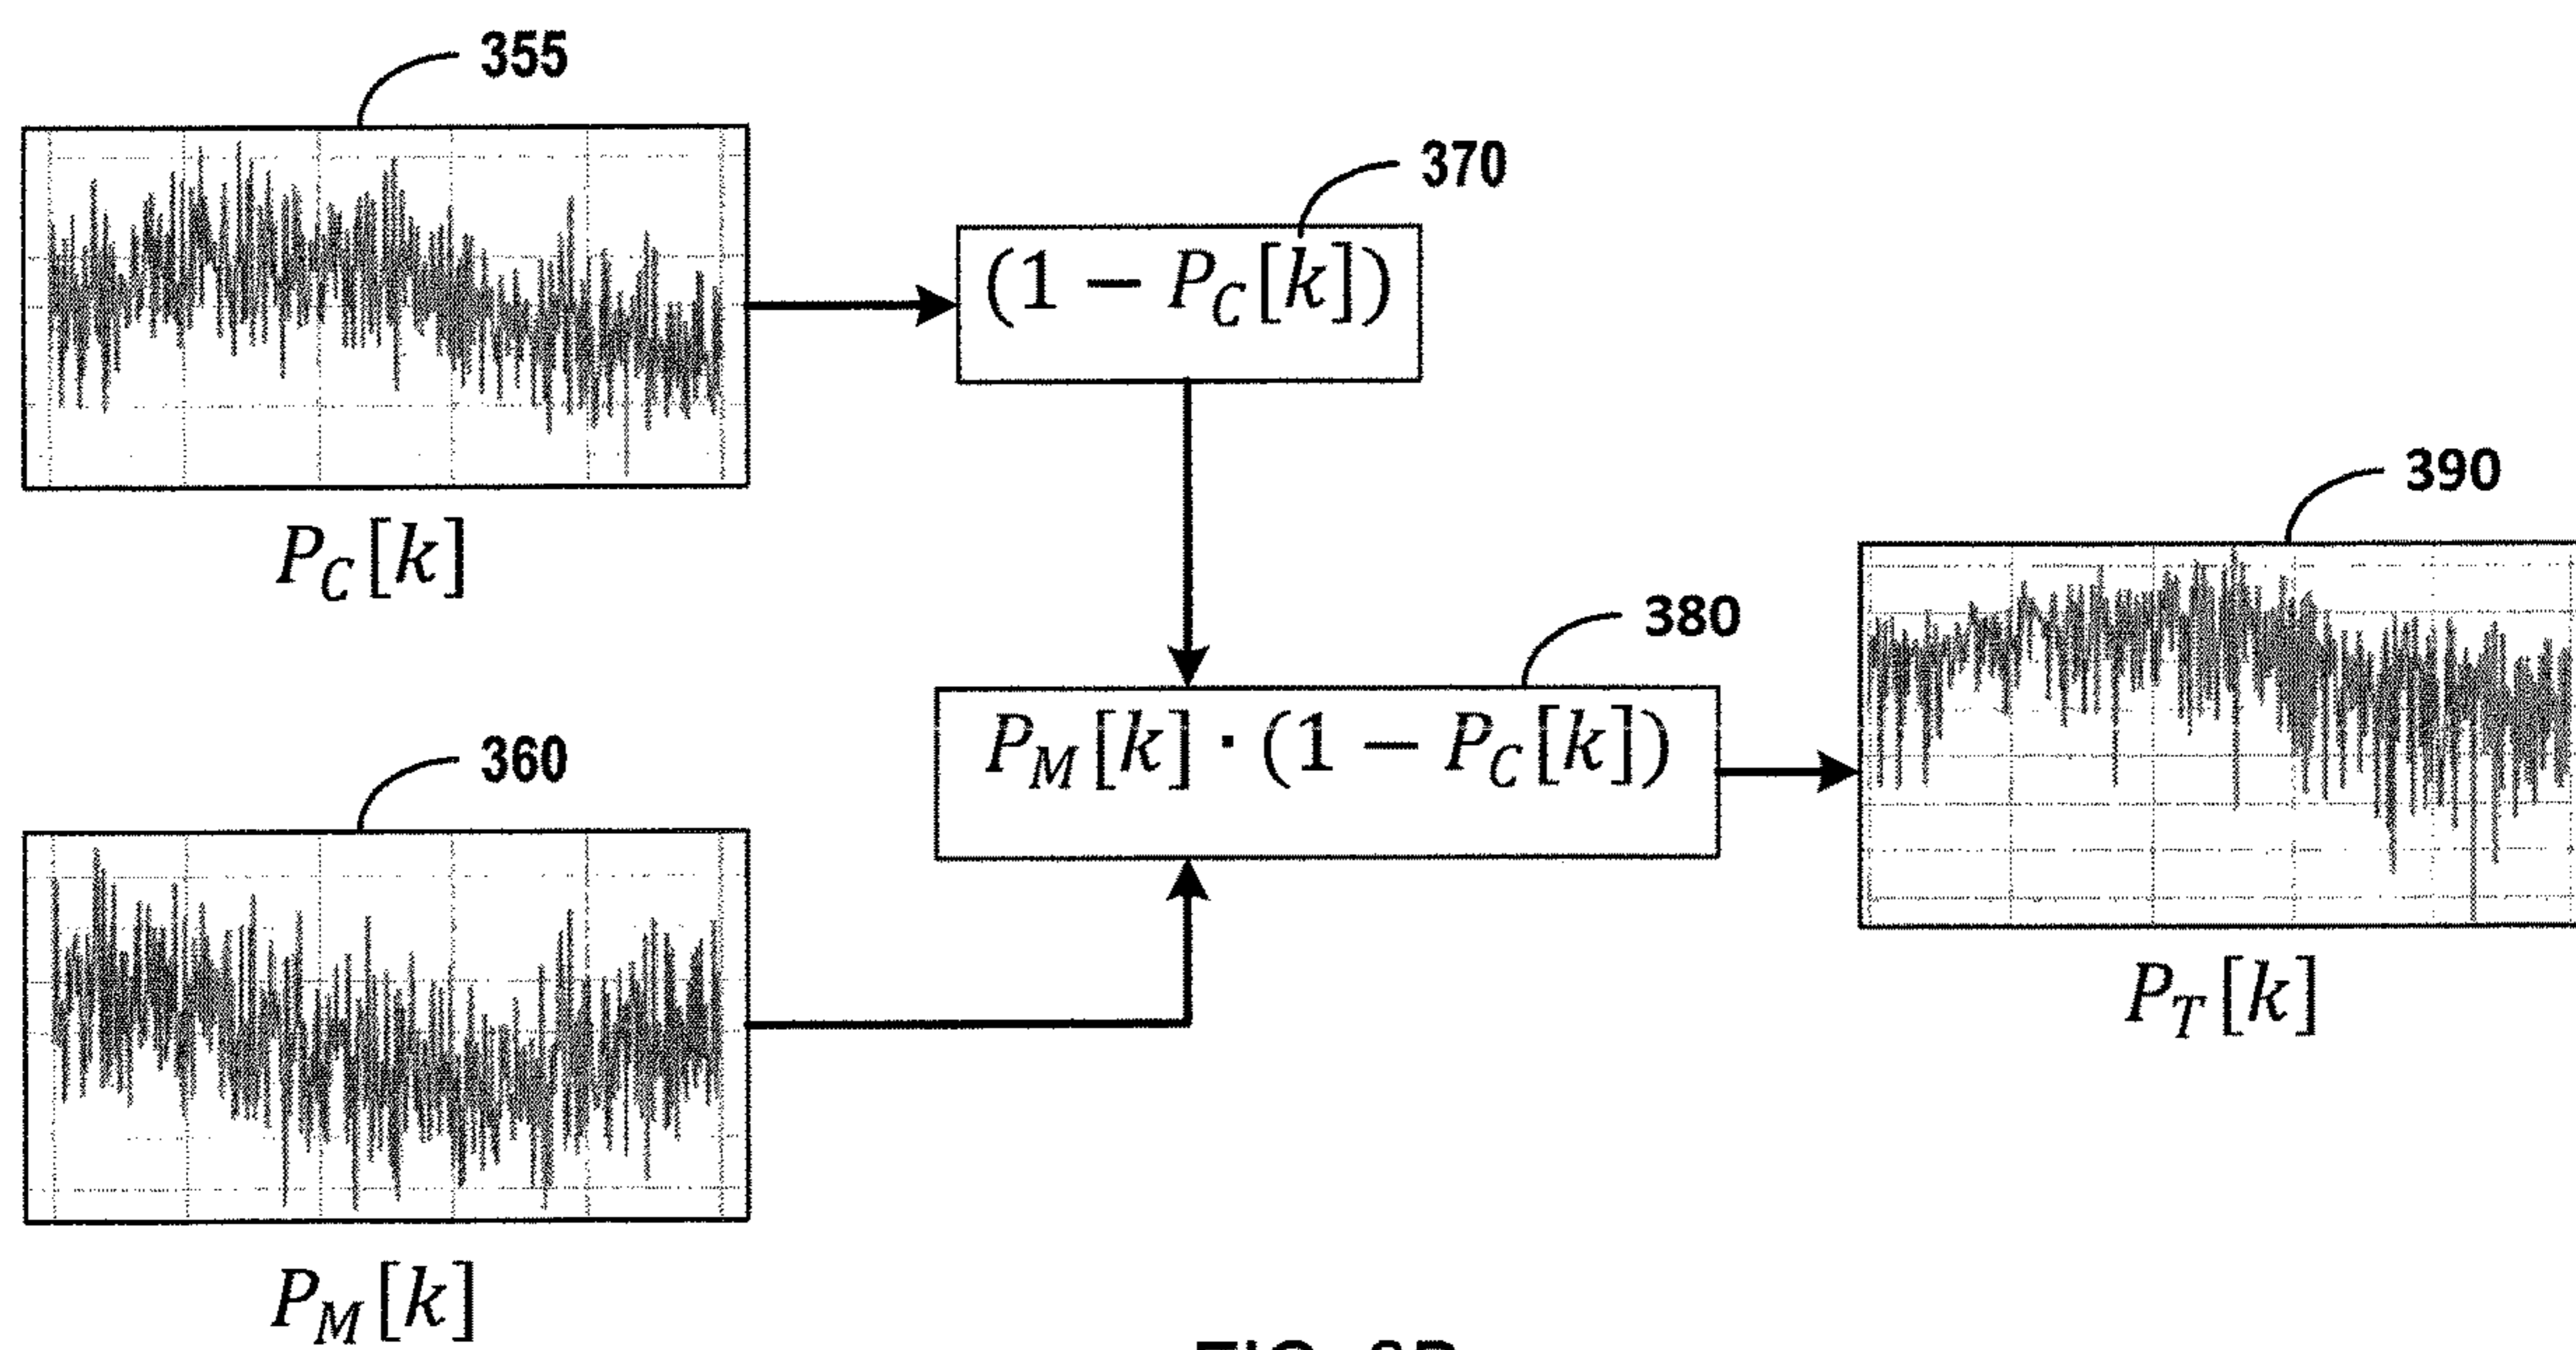 355
P_C[k]
370
(1 − P_C[k])
360
P_M[k]
380
P_M[k] · (1 − P_C[k])
390
P_T[k]